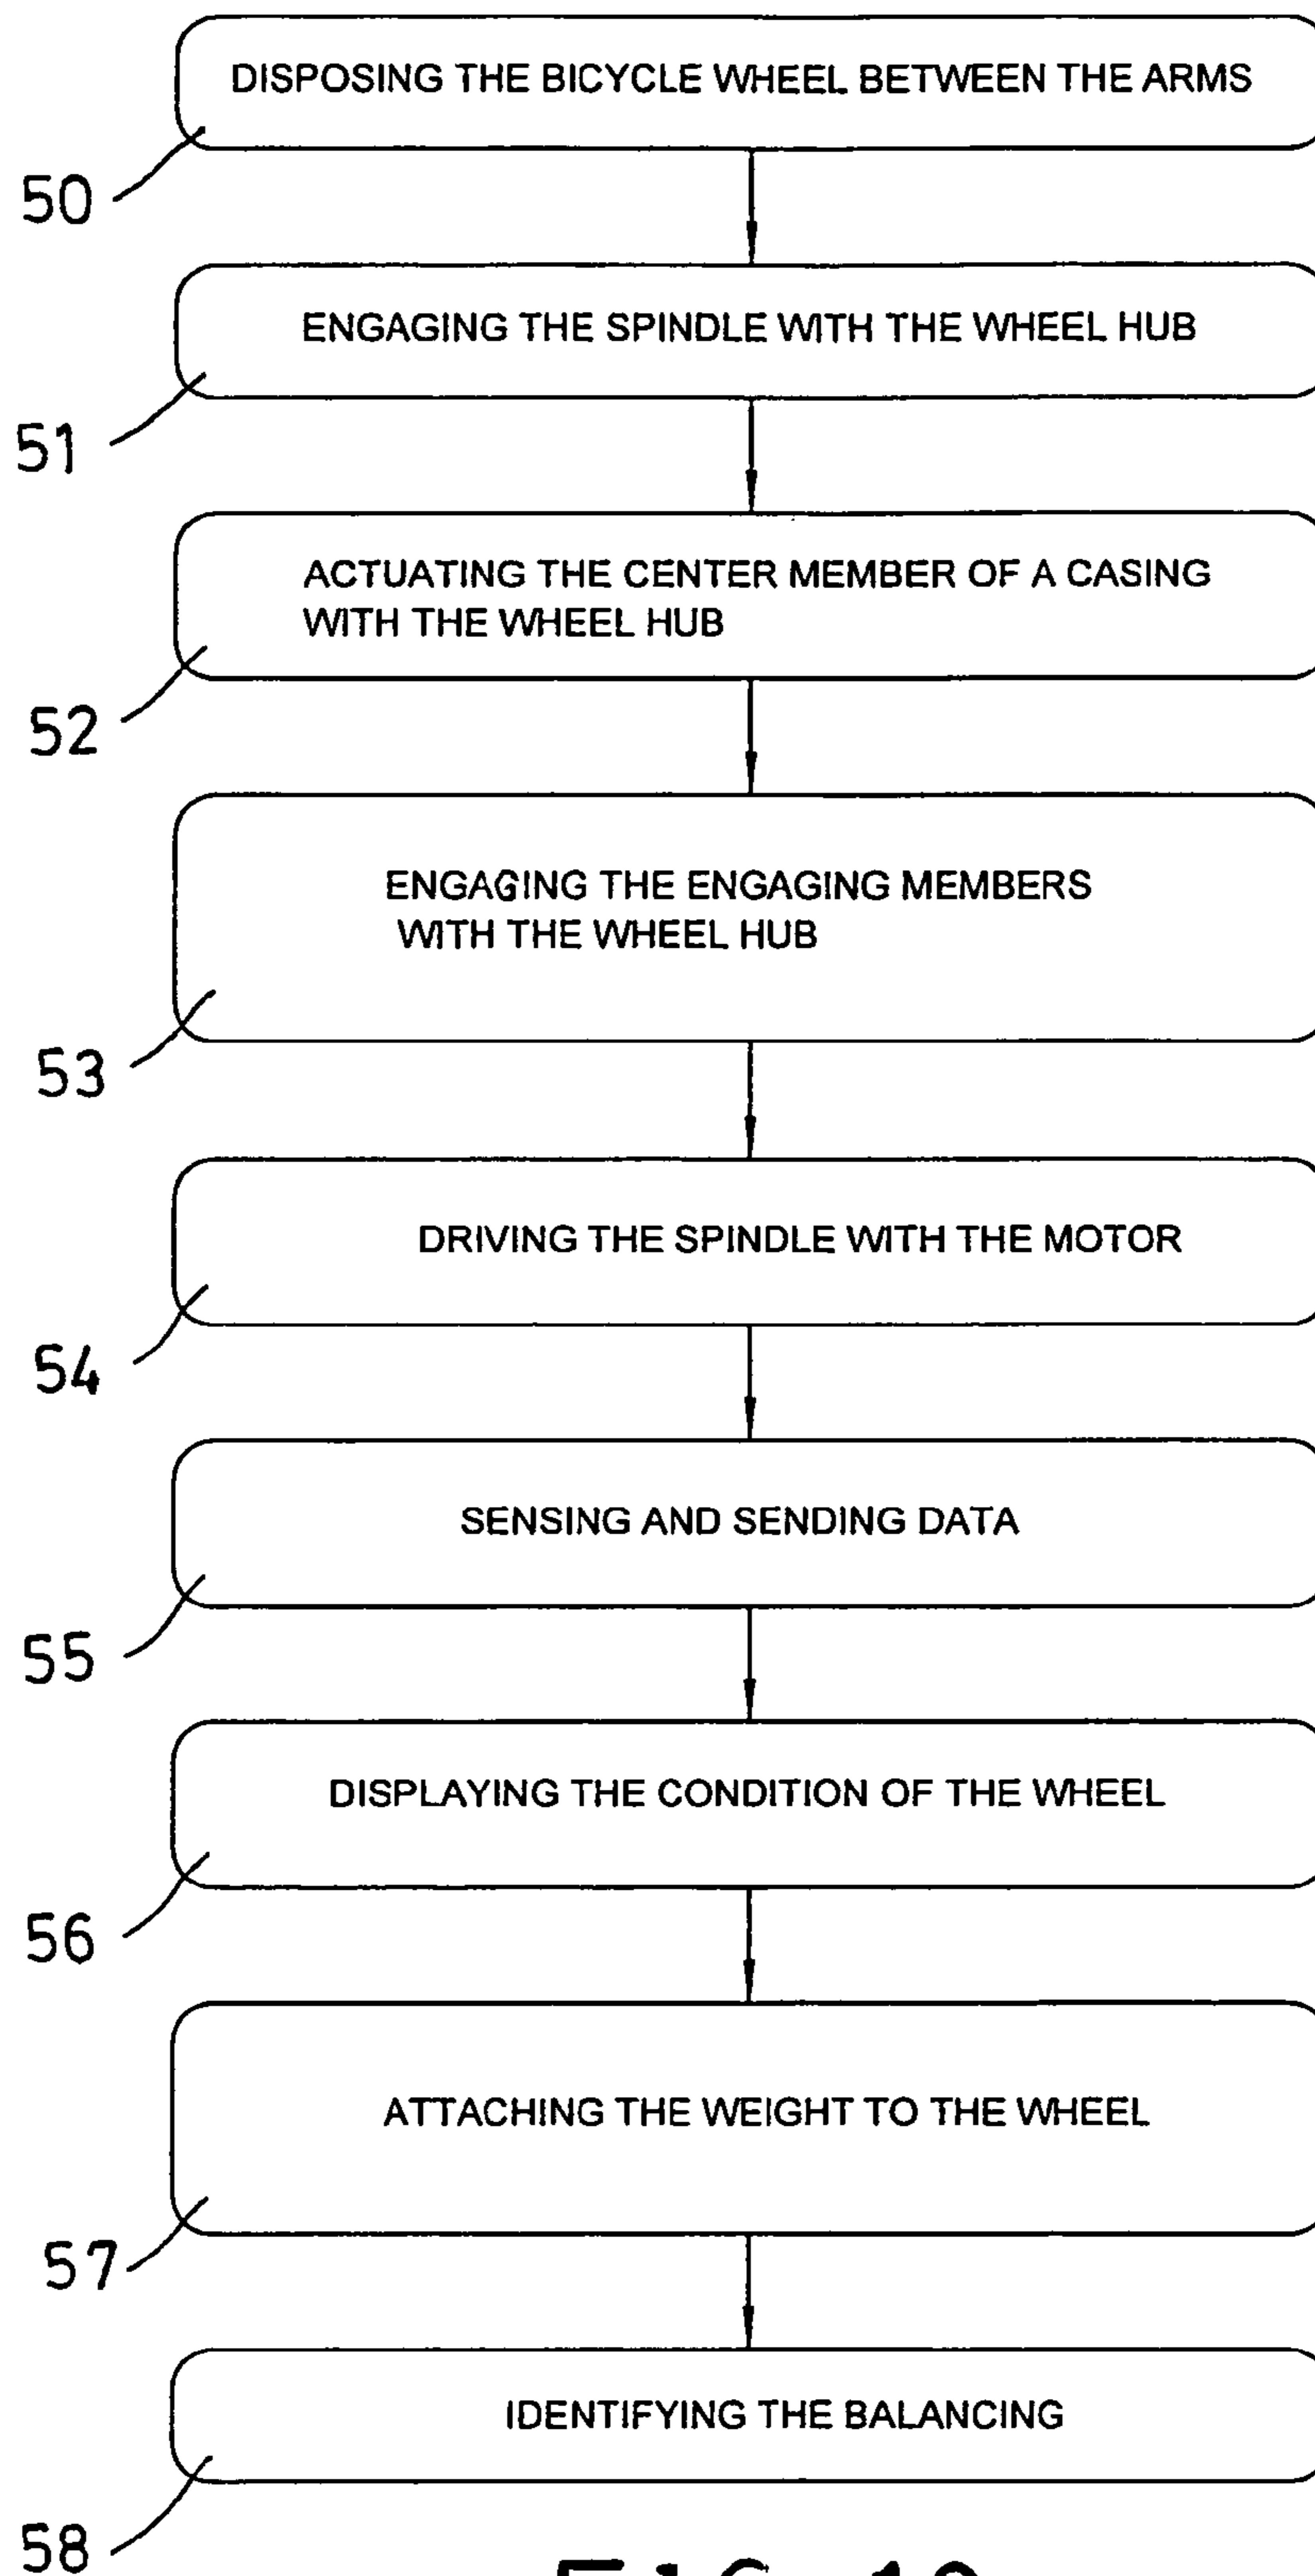 DISPOSING THE BICYCLE WHEEL BETWEEN THE ARMS
50
ENGAGING THE SPINDLE WITH THE WHEEL HUB
51
ACTUATING THE CENTER MEMBER OF A CASING
WITH THE WHEEL HUB
52
ENGAGING THE ENGAGING MEMBERS
WITH THE WHEEL HUB
53
DRIVING THE SPINDLE WITH THE MOTOR
54
SENSING AND SENDING DATA
55
DISPLAYING THE CONDITION OF THE WHEEL
56
ATTACHING THE WEIGHT TO THE WHEEL
57
IDENTIFYING THE BALANCING
58